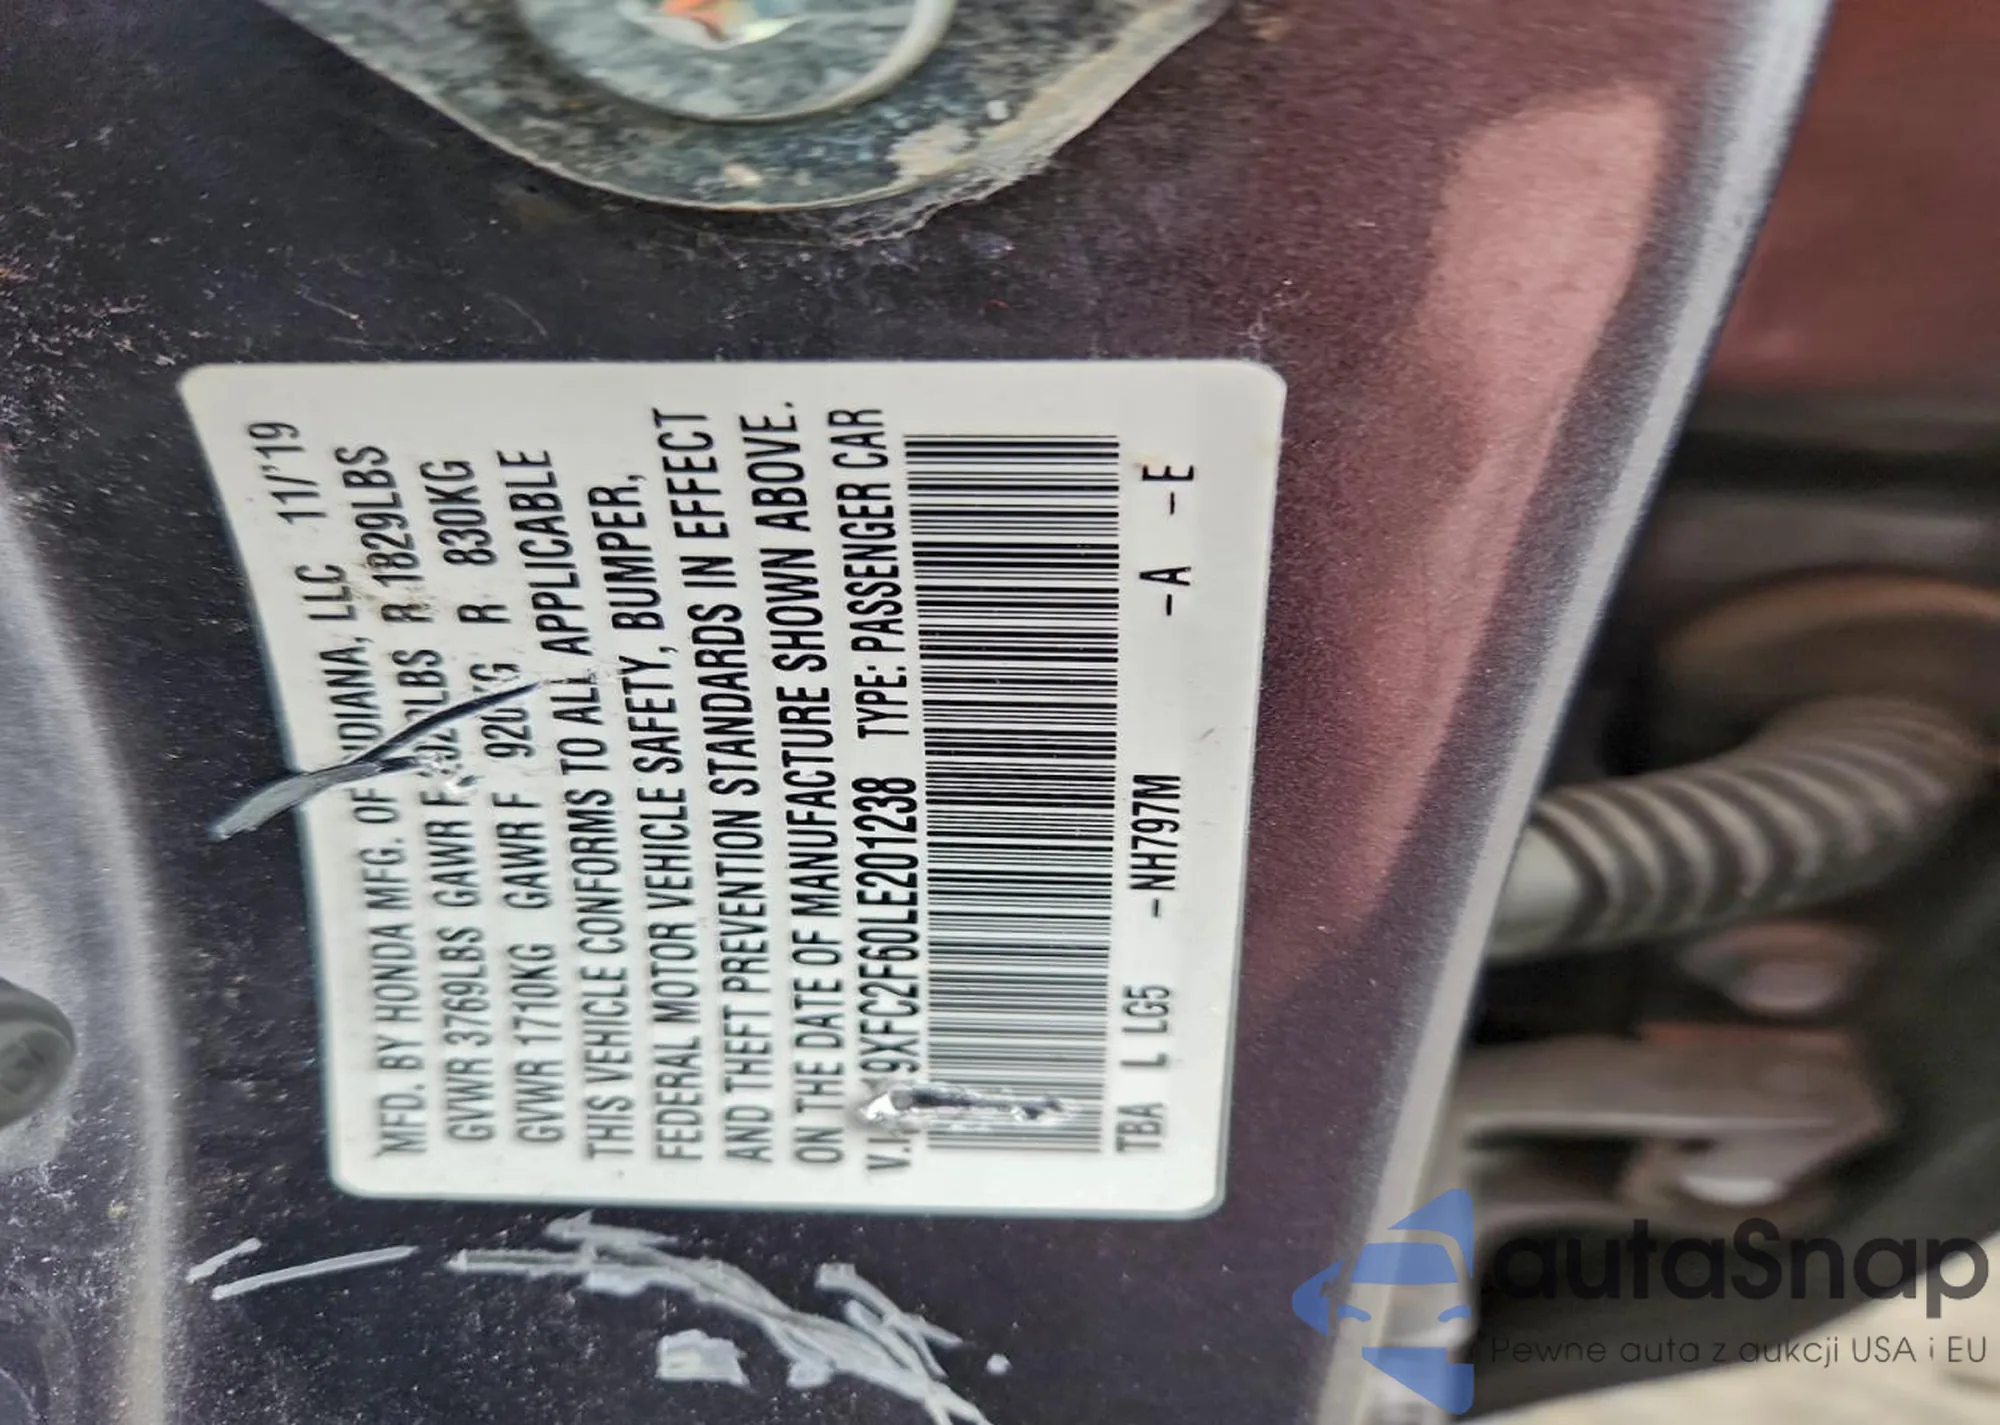 MFD. BY HONDA MFG. OF INDIANA, LLC 11/'19
GVWR 3769LBS GAWR F LBS R 1829LBS
GVWR 1710KG GAWR F 920KG R 830KG
THIS VEHICLE CONFORMS TO ALL APPLICABLE
FEDERAL MOTOR VEHICLE SAFETY, BUMPER,
AND THEFT PREVENTION STANDARDS IN EFFECT
ON THE DATE OF MANUFACTURE SHOWN ABOVE.
V.I 9XFC2F60LE201238 TYPE: PASSENGER CAR
TBA L LG5 -NH797M -A -E
autaSnap
Pewne auta z aukcji USA i EU